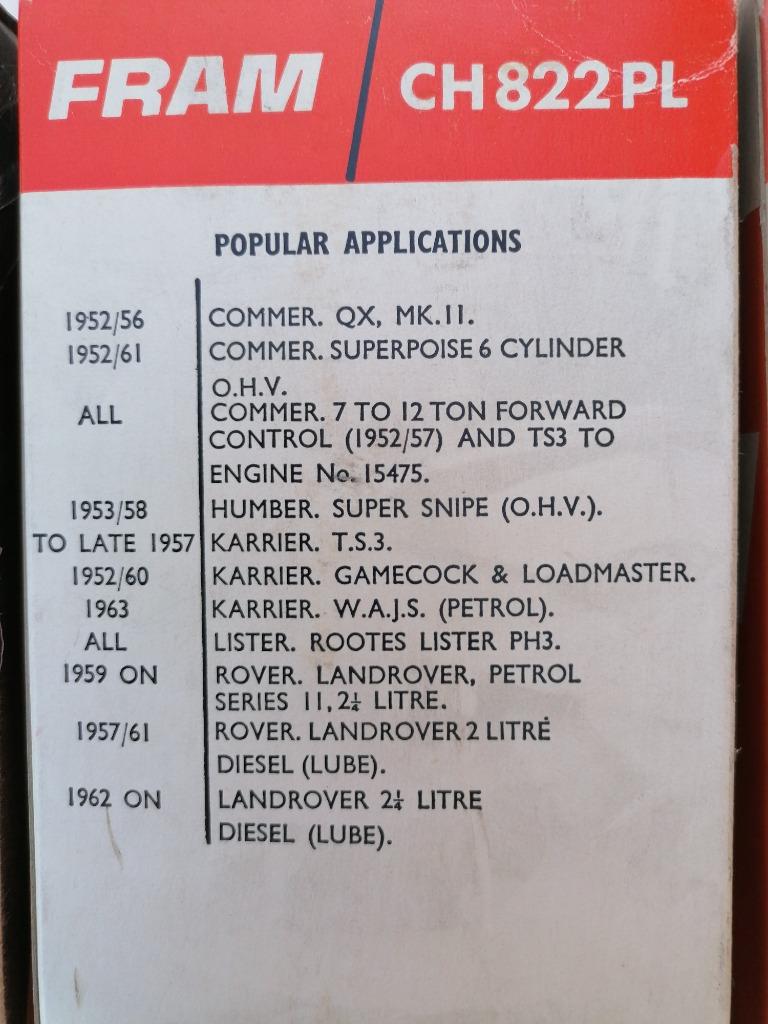 FRAM / CH822PL
POPULAR APPLICATIONS
1952/56 COMMER. QX, MK.11.
1952/61 COMMER. SUPERPOISE 6 CYLINDER
O.H.V.
ALL COMMER. 7 TO 12 TON FORWARD
CONTROL (1952/57) AND TS3 TO
ENGINE No. 15475.
1953/58 HUMBER. SUPER SNIPE (O.H.V.).
TO LATE 1957 KARRIER. T.S.3.
1952/60 KARRIER. GAMECOCK & LOADMASTER.
1963 KARRIER. W.A.J.S. (PETROL).
ALL LISTER. ROOTES LISTER PH3.
1959 ON ROVER. LANDROVER, PETROL
SERIES 11, 2¼ LITRE.
1957/61 ROVER. LANDROVER 2 LITRE
DIESEL (LUBE).
1962 ON LANDROVER 2¼ LITRE
DIESEL (LUBE).